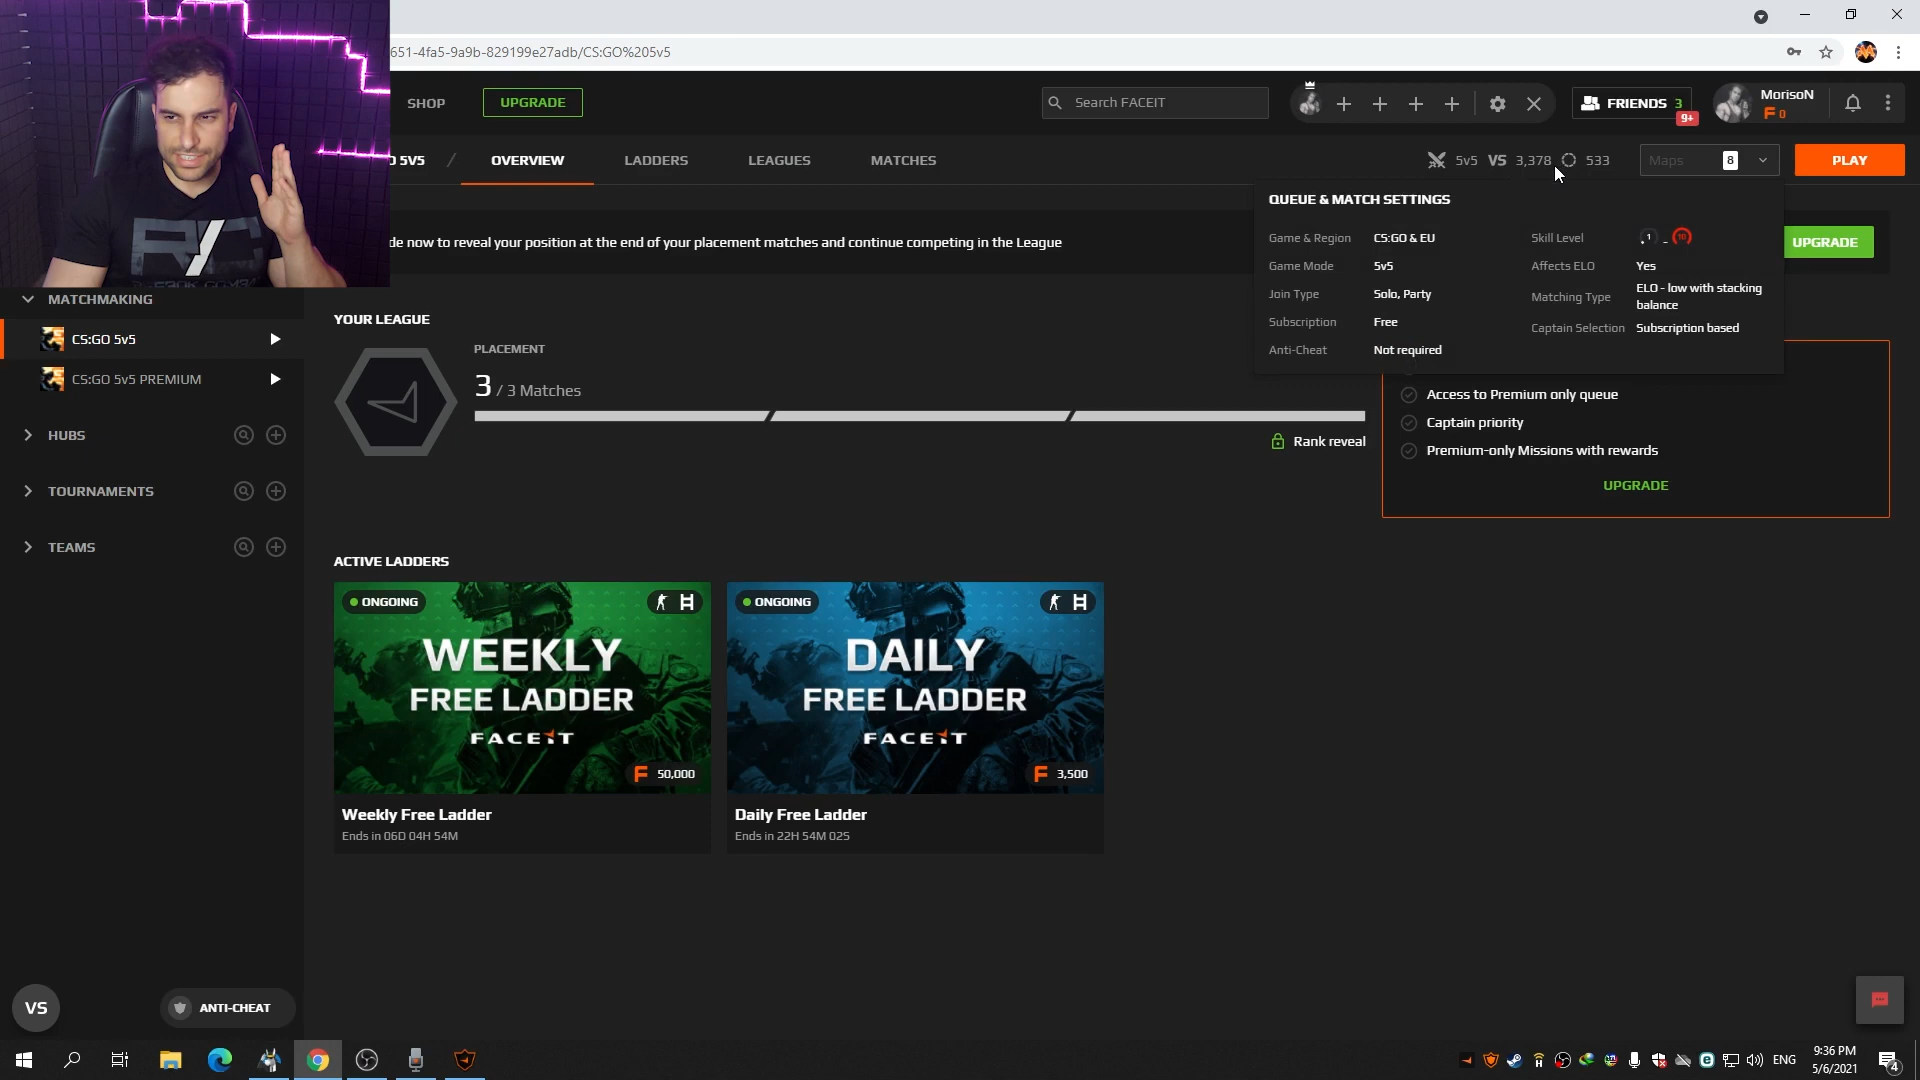 651-4fa5-9a9b-829199e27adb/CS:GO%205v5
SHOP
UPGRADE
Search FACEIT
FRIENDS 3
9+
MorisoN
F 0
5V5 /
OVERVIEW
LADDERS
LEAGUES
MATCHES
5v5 VS 3,378 533
Maps 8
PLAY
QUEUE & MATCH SETTINGS
Game & Region CS:GO & EU
Game Mode 5v5
Join Type Solo, Party
Subscription Free
Anti-Cheat Not required
Skill Level 1 - 10
Affects ELO Yes
Matching Type ELO - low with stacking balance
Captain Selection Subscription based
de now to reveal your position at the end of your placement matches and continue competing in the League
UPGRADE
MATCHMAKING
CS:GO 5v5
CS:GO 5v5 PREMIUM
HUBS
TOURNAMENTS
TEAMS
YOUR LEAGUE
PLACEMENT
3 / 3 Matches
Rank reveal
Access to Premium only queue
Captain priority
Premium-only Missions with rewards
UPGRADE
ACTIVE LADDERS
ONGOING
WEEKLY
FREE LADDER
FACEIT
F 50,000
Weekly Free Ladder
Ends in 06D 04H 54M
ONGOING
DAILY
FREE LADDER
FACEIT
F 3,500
Daily Free Ladder
Ends in 22H 54M 02S
VS
ANTI-CHEAT
ENG
9:36 PM
5/6/2021
4